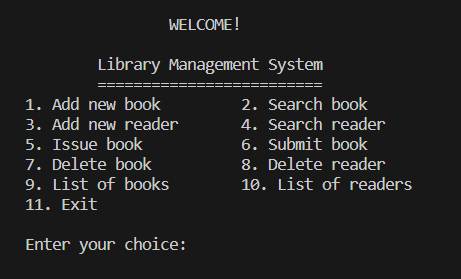 WELCOME!
Library Management System
=========================
1. Add new book 2. Search book
3. Add new reader 4. Search reader
5. Issue book 6. Submit book
7. Delete book 8. Delete reader
9. List of books 10. List of readers
11. Exit
Enter your choice: